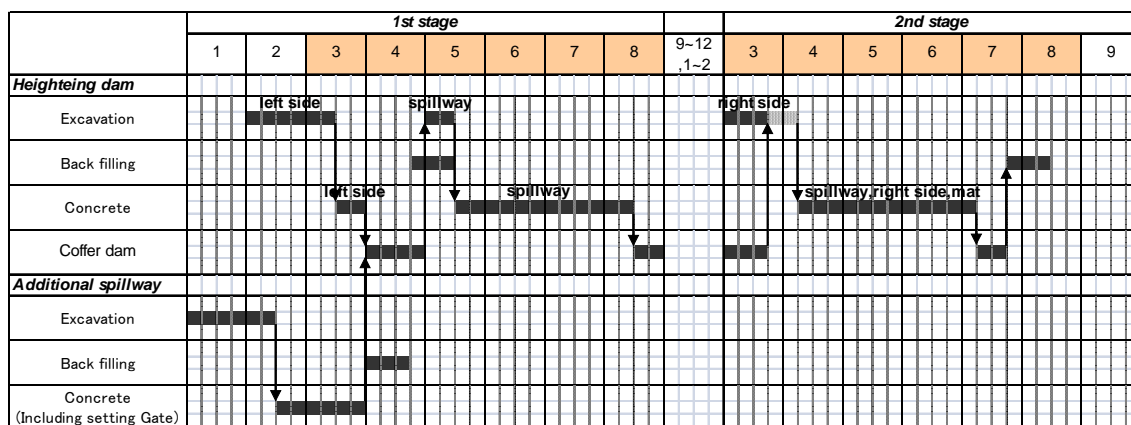 1st stage 2nd stage
1 2 3 4 5 6 7 8 9~12 3 4 5 6 7 8 9
,1~2
Heighteing dam
left side spillway right side
Excavation
Back filling
left side spillway spillway,right side,mat
Concrete
Coffer dam
Additional spillway
Excavation
Back filling
Concrete
(Including setting Gate)